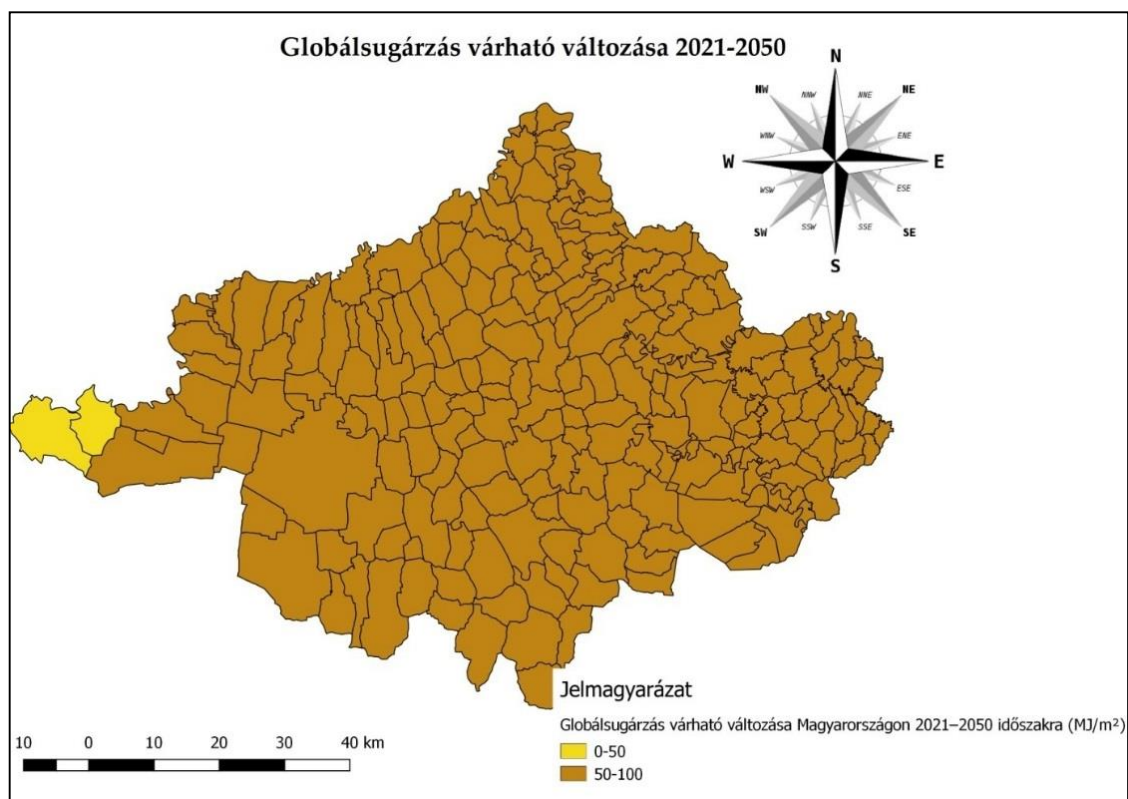 Globálsugárzás várható változása 2021-2050
N
NNW
NNE
NW
NE
WNW
ENE
W
E
WSW
ESE
SW
SSW
SSE
SE
S
Jelmagyarázat
Globálsugárzás várható változása Magyarországon 2021–2050 időszakra (MJ/m²)
0-50
50-100
10 0 10 20 30 40 km